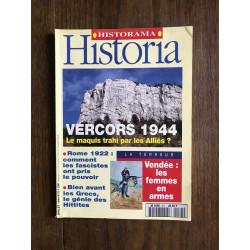 HISTORAMA
Historia
VERCORS 1944
Le maquis trahi par les Alliés ?
• Rome 1922 :
comment
les fascistes
ont pris
le pouvoir
• Bien avant
les Grecs,
le génie des
Hittites
LA TERREUR
Vendée :
les
femmes
en
armes